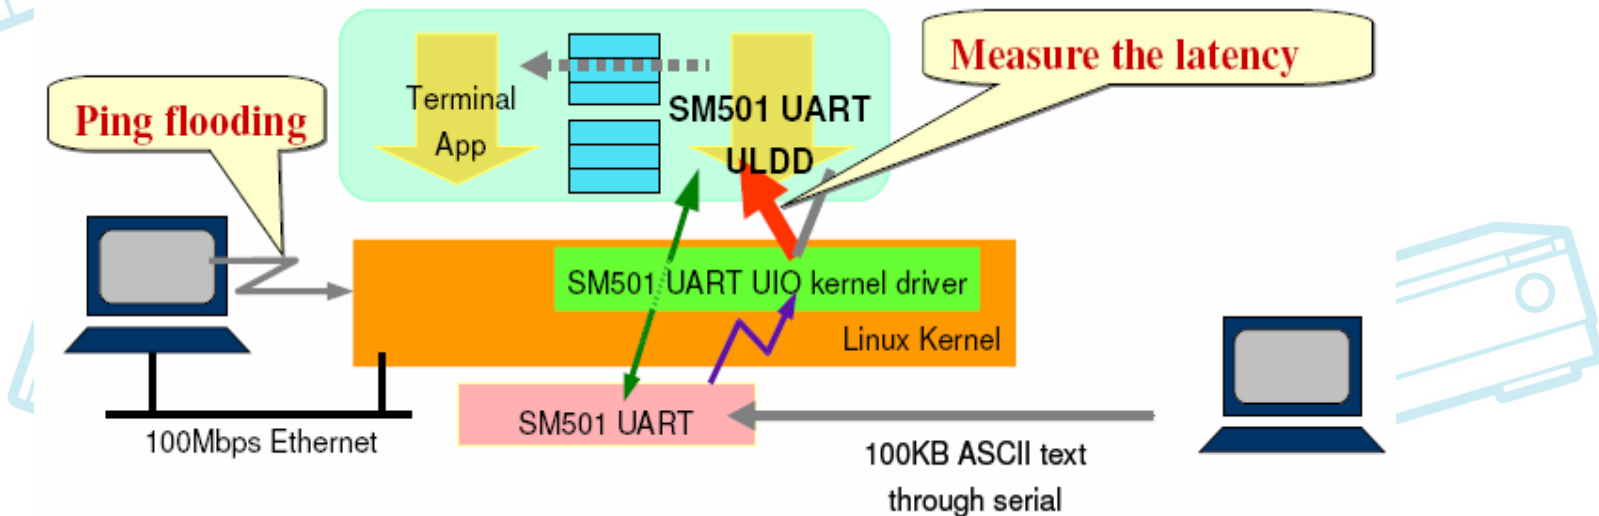 Measure the latency
Terminal
App
SM501 UART
ULDD
Ping flooding
SM501 UART UIO kernel driver
Linux Kernel
SM501 UART
100Mbps Ethernet
100KB ASCII text
through serial